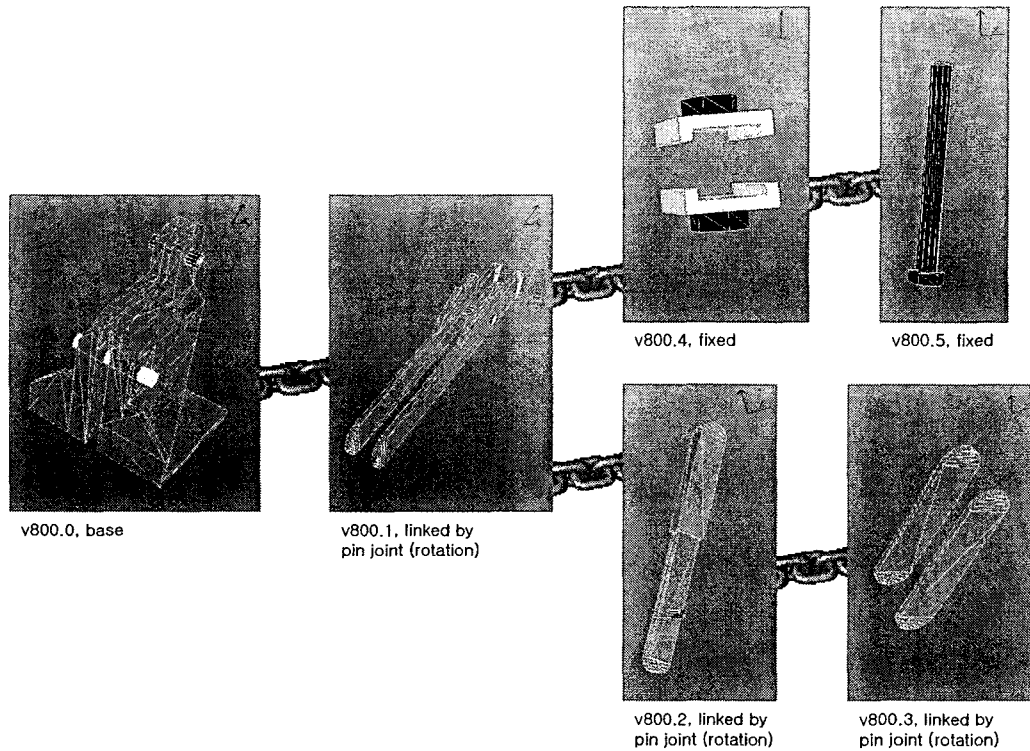 v800.4, fixed
v800.5, fixed
v800.0, base
v800.1, linked by
pin joint (rotation)
v800.2, linked by
pin joint (rotation)
v800.3, linked by
pin joint (rotation)